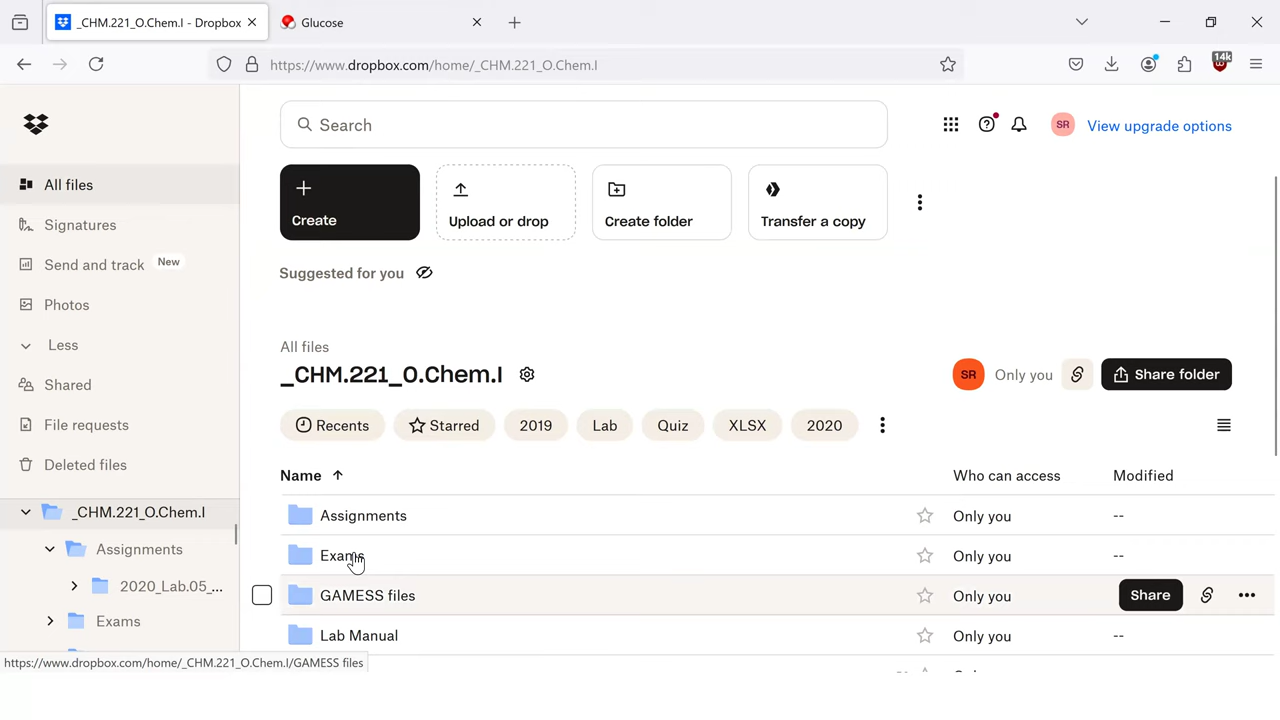 _CHM.221_O.Chem.I - Dropbox
Glucose
https://www.dropbox.com/home/_CHM.221_O.Chem.I
14k
Search
SR
View upgrade options
Create
Upload or drop
Create folder
Transfer a copy
All files
Signatures
Send and track New
Photos
Less
Shared
File requests
Deleted files
_CHM.221_O.Chem.I
Assignments
2020_Lab.05_...
Exams
Suggested for you
All files
_CHM.221_O.Chem.I
SR
Only you
Share folder
Recents
Starred
2019
Lab
Quiz
XLSX
2020
Name
Who can access
Modified
Assignments
Only you
--
Exams
Only you
--
GAMESS files
Only you
Share
Lab Manual
Only you
--
https://www.dropbox.com/home/_CHM.221_O.Chem.I/GAMESS files